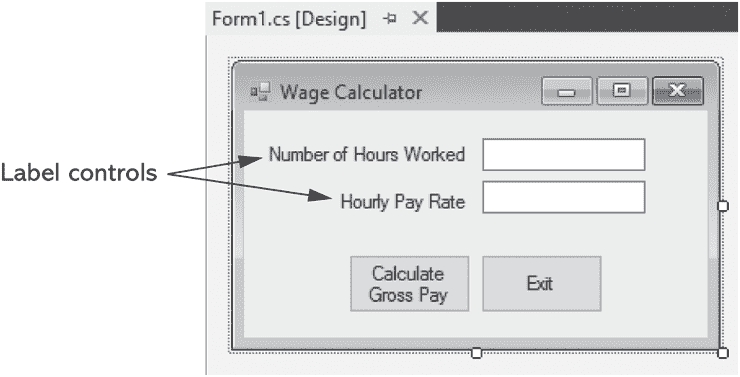 Form1.cs [Design]
Wage Calculator
Label controls
Number of Hours Worked
Hourly Pay Rate
Calculate
Gross Pay
Exit